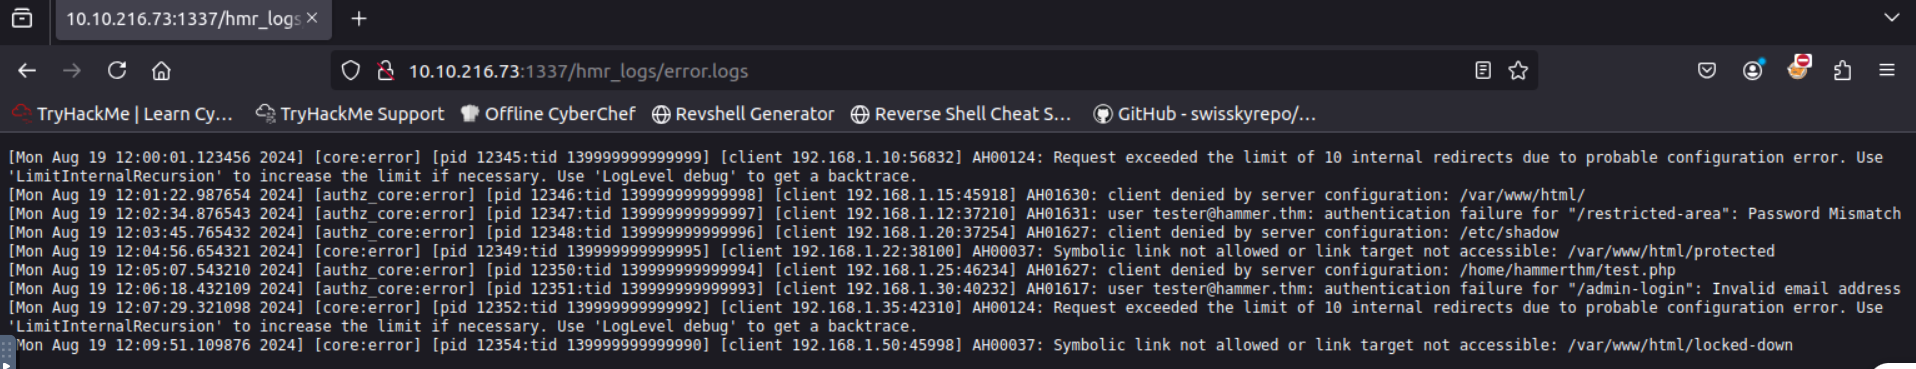 10.10.216.73:1337/hmr_logs
10.10.216.73:1337/hmr_logs/error.logs
TryHackMe | Learn Cy… TryHackMe Support Offline CyberChef Revshell Generator Reverse Shell Cheat S… GitHub - swisskyrepo/…
[Mon Aug 19 12:00:01.123456 2024] [core:error] [pid 12345:tid 139999999999999] [client 192.168.1.10:56832] AH00124: Request exceeded the limit of 10 internal redirects due to probable configuration error. Use
'LimitInternalRecursion' to increase the limit if necessary. Use 'LogLevel debug' to get a backtrace.
[Mon Aug 19 12:01:22.987654 2024] [authz_core:error] [pid 12346:tid 139999999999998] [client 192.168.1.15:45918] AH01630: client denied by server configuration: /var/www/html/
[Mon Aug 19 12:02:34.876543 2024] [authz_core:error] [pid 12347:tid 139999999999997] [client 192.168.1.12:37210] AH01631: user tester@hammer.thm: authentication failure for "/restricted-area": Password Mismatch
[Mon Aug 19 12:03:45.765432 2024] [authz_core:error] [pid 12348:tid 139999999999996] [client 192.168.1.20:37254] AH01627: client denied by server configuration: /etc/shadow
[Mon Aug 19 12:04:56.654321 2024] [core:error] [pid 12349:tid 139999999999995] [client 192.168.1.22:38100] AH00037: Symbolic link not allowed or link target not accessible: /var/www/html/protected
[Mon Aug 19 12:05:07.543210 2024] [authz_core:error] [pid 12350:tid 139999999999994] [client 192.168.1.25:46234] AH01627: client denied by server configuration: /home/hammerthm/test.php
[Mon Aug 19 12:06:18.432109 2024] [authz_core:error] [pid 12351:tid 139999999999993] [client 192.168.1.30:40232] AH01617: user tester@hammer.thm: authentication failure for "/admin-login": Invalid email address
[Mon Aug 19 12:07:29.321098 2024] [core:error] [pid 12352:tid 139999999999992] [client 192.168.1.35:42310] AH00124: Request exceeded the limit of 10 internal redirects due to probable configuration error. Use
'LimitInternalRecursion' to increase the limit if necessary. Use 'LogLevel debug' to get a backtrace.
Mon Aug 19 12:09:51.109876 2024] [core:error] [pid 12354:tid 139999999999990] [client 192.168.1.50:45998] AH00037: Symbolic link not allowed or link target not accessible: /var/www/html/locked-down